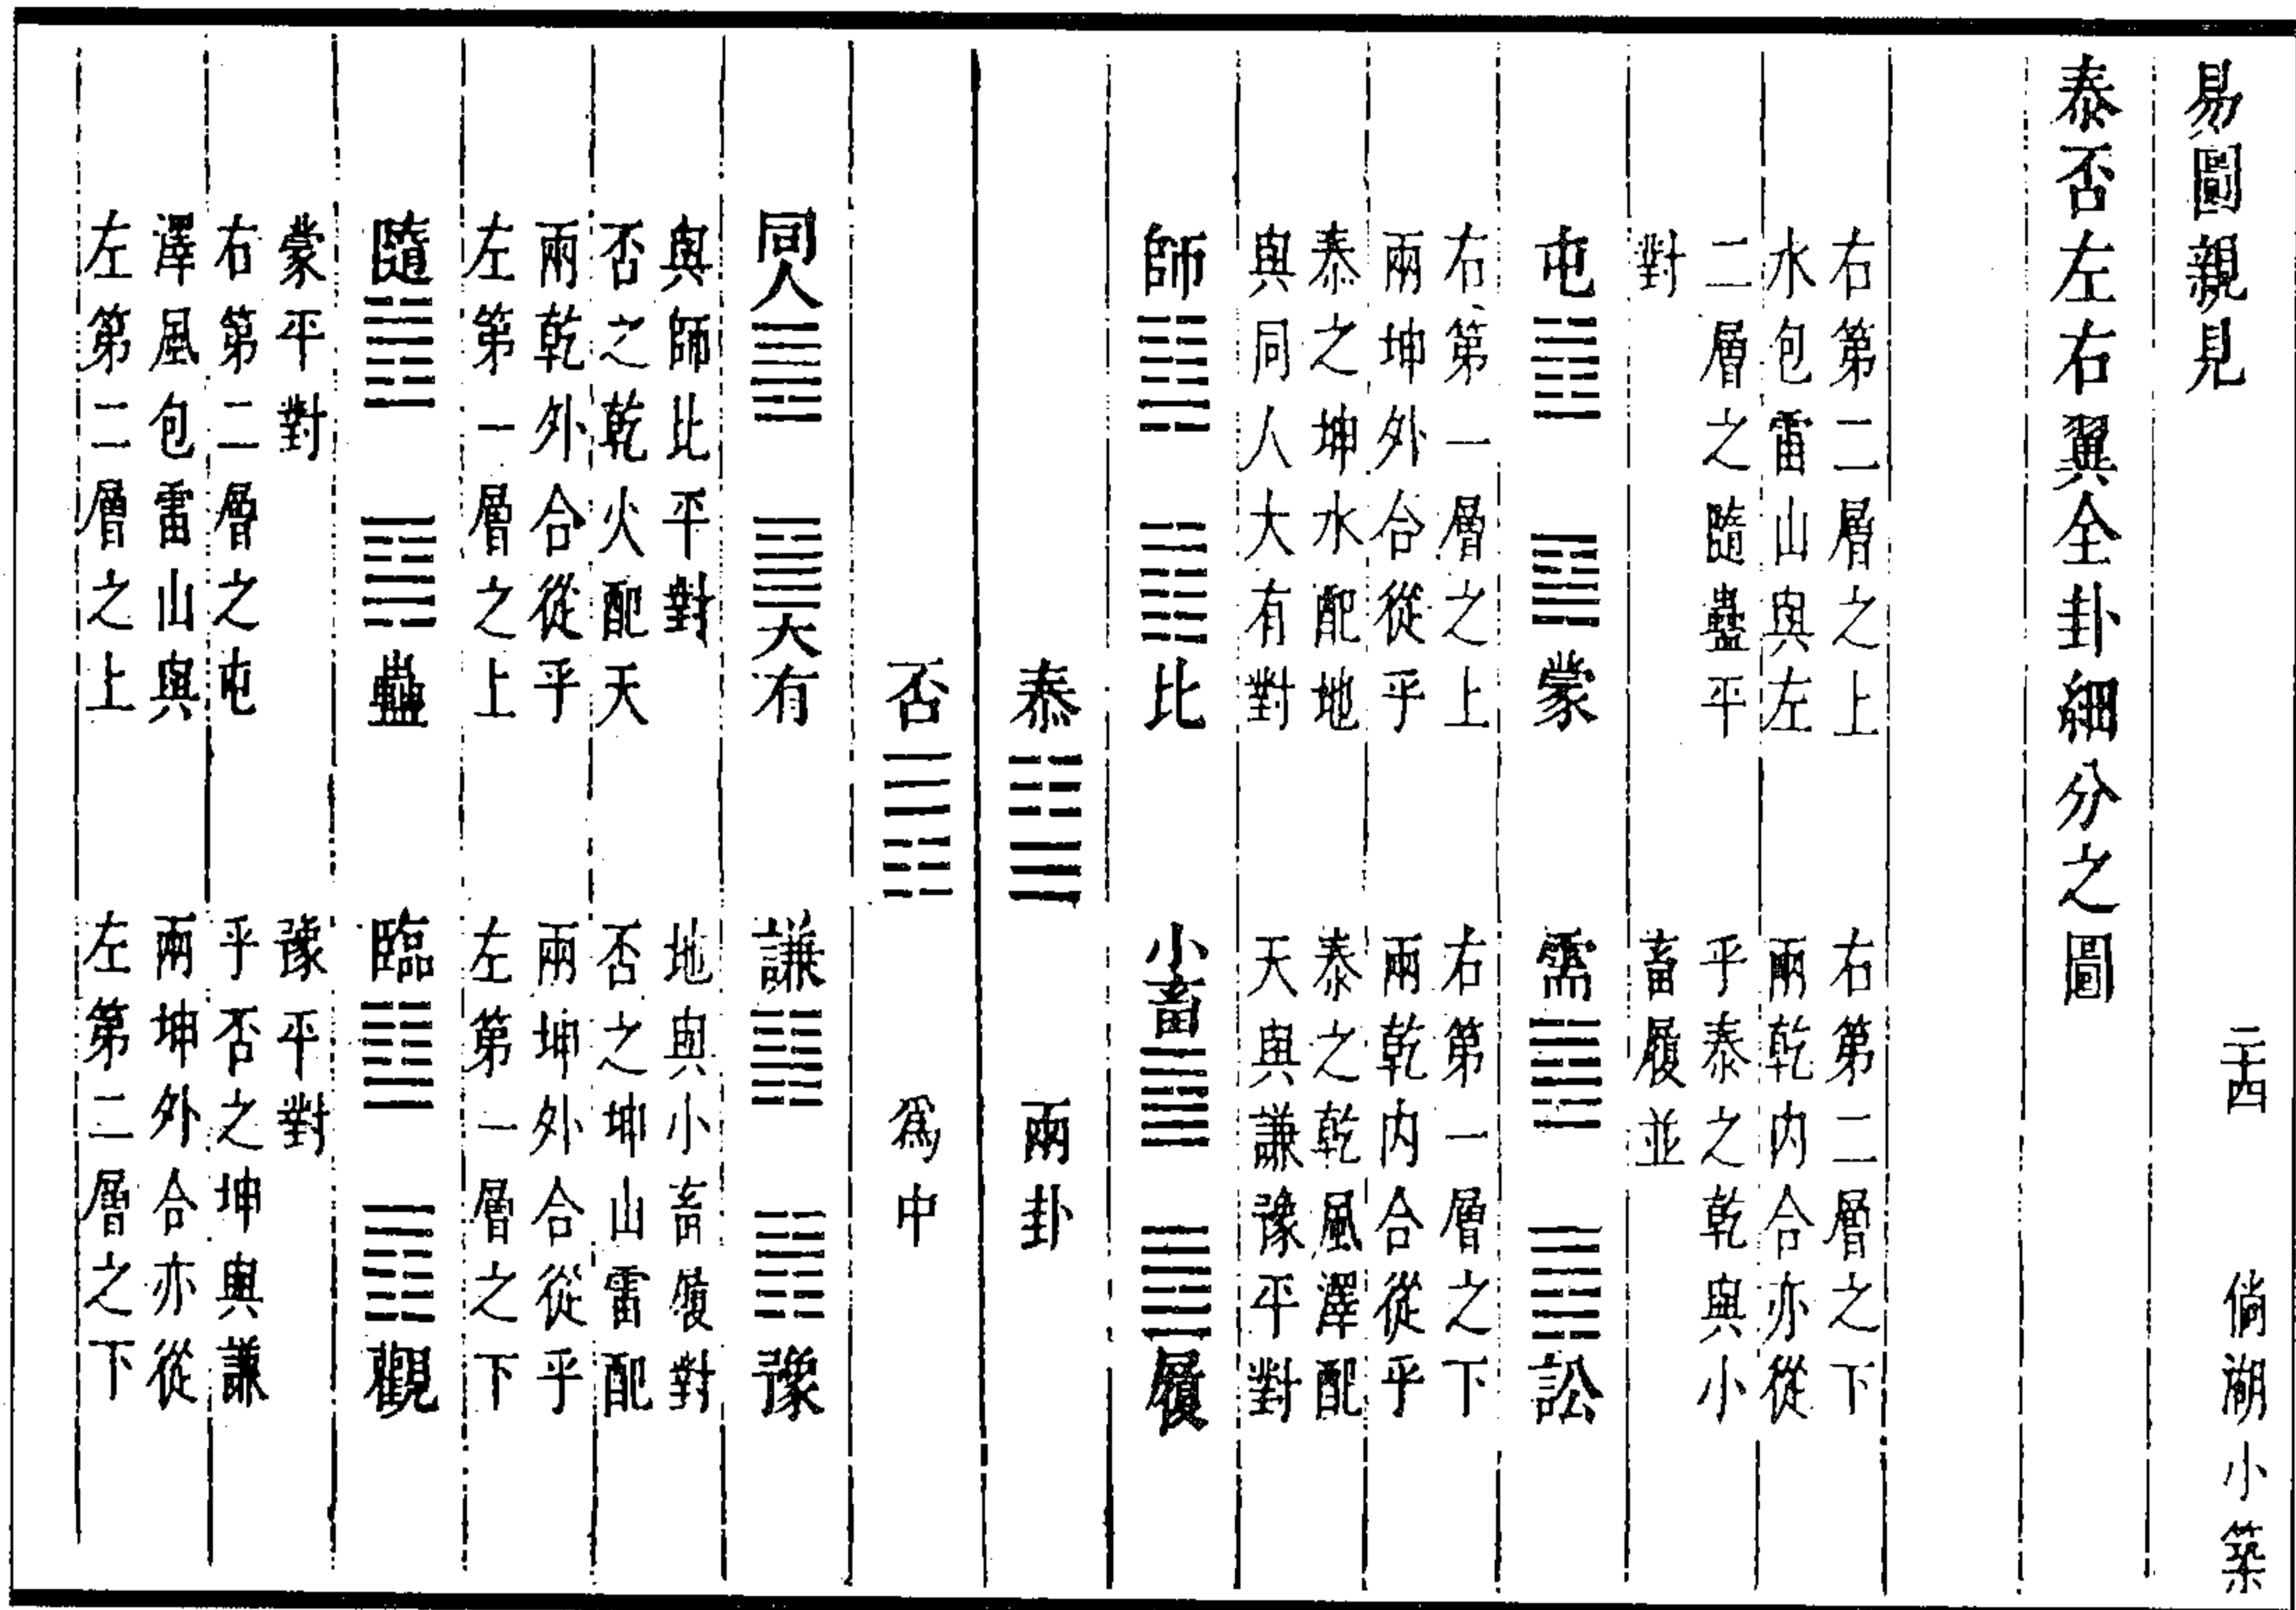 易圖親見
二十四
倘湖小築
泰否左右翼全卦細分之圖
右第二層之上
水包雷山與左
二層之隨蠱平
對
右第二層之下
兩乾内合亦從
乎泰之乾與小
畜履並
屯 蒙
需 訟
右第一層之上
兩坤外合從乎
泰之坤水配地
與同人大有對
右第一層之下
兩乾内合從乎
泰之乾風澤配
天與謙豫平對
師 比
小畜 履
泰 兩卦
否 為中
同人 大有
謙 豫
與師比平對
否之乾火配天
兩乾外合從乎
左第一層之上
地與小畜履對
否之坤山雷配
兩坤外合從乎
左第一層之下
隨 蠱
臨 觀
蒙平對
右第二層之屯
澤風包雷山與
左第二層之上
豫平對
乎否之坤與謙
兩坤外合亦從
左第二層之下